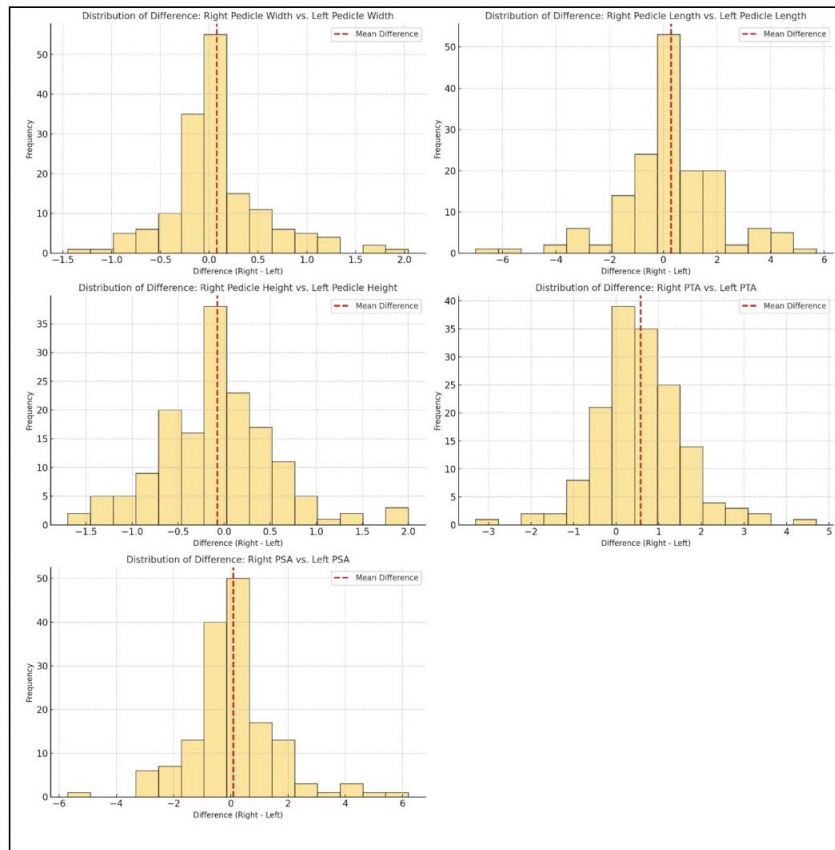 Distribution of Difference: Right Pedicle Width vs. Left Pedicle Width
Mean Difference
50
40
30
20
10
0
Frequency
-1.5 -1.0 -0.5 0.0 0.5 1.0 1.5 2.0
Difference (Right - Left)
Distribution of Difference: Right Pedicle Length vs. Left Pedicle Length
Mean Difference
50
40
30
20
10
0
Frequency
-6 -4 -2 0 2 4 6
Difference (Right - Left)
Distribution of Difference: Right Pedicle Height vs. Left Pedicle Height
Mean Difference
35
30
25
20
15
10
5
0
Frequency
-1.5 -1.0 -0.5 0.0 0.5 1.0 1.5 2.0
Difference (Right - Left)
Distribution of Difference: Right PTA vs. Left PTA
Mean Difference
40
35
30
25
20
15
10
5
0
Frequency
-3 -2 -1 0 1 2 3 4 5
Difference (Right - Left)
Distribution of Difference: Right PSA vs. Left PSA
Mean Difference
50
40
30
20
10
0
Frequency
-6 -4 -2 0 2 4 6
Difference (Right - Left)